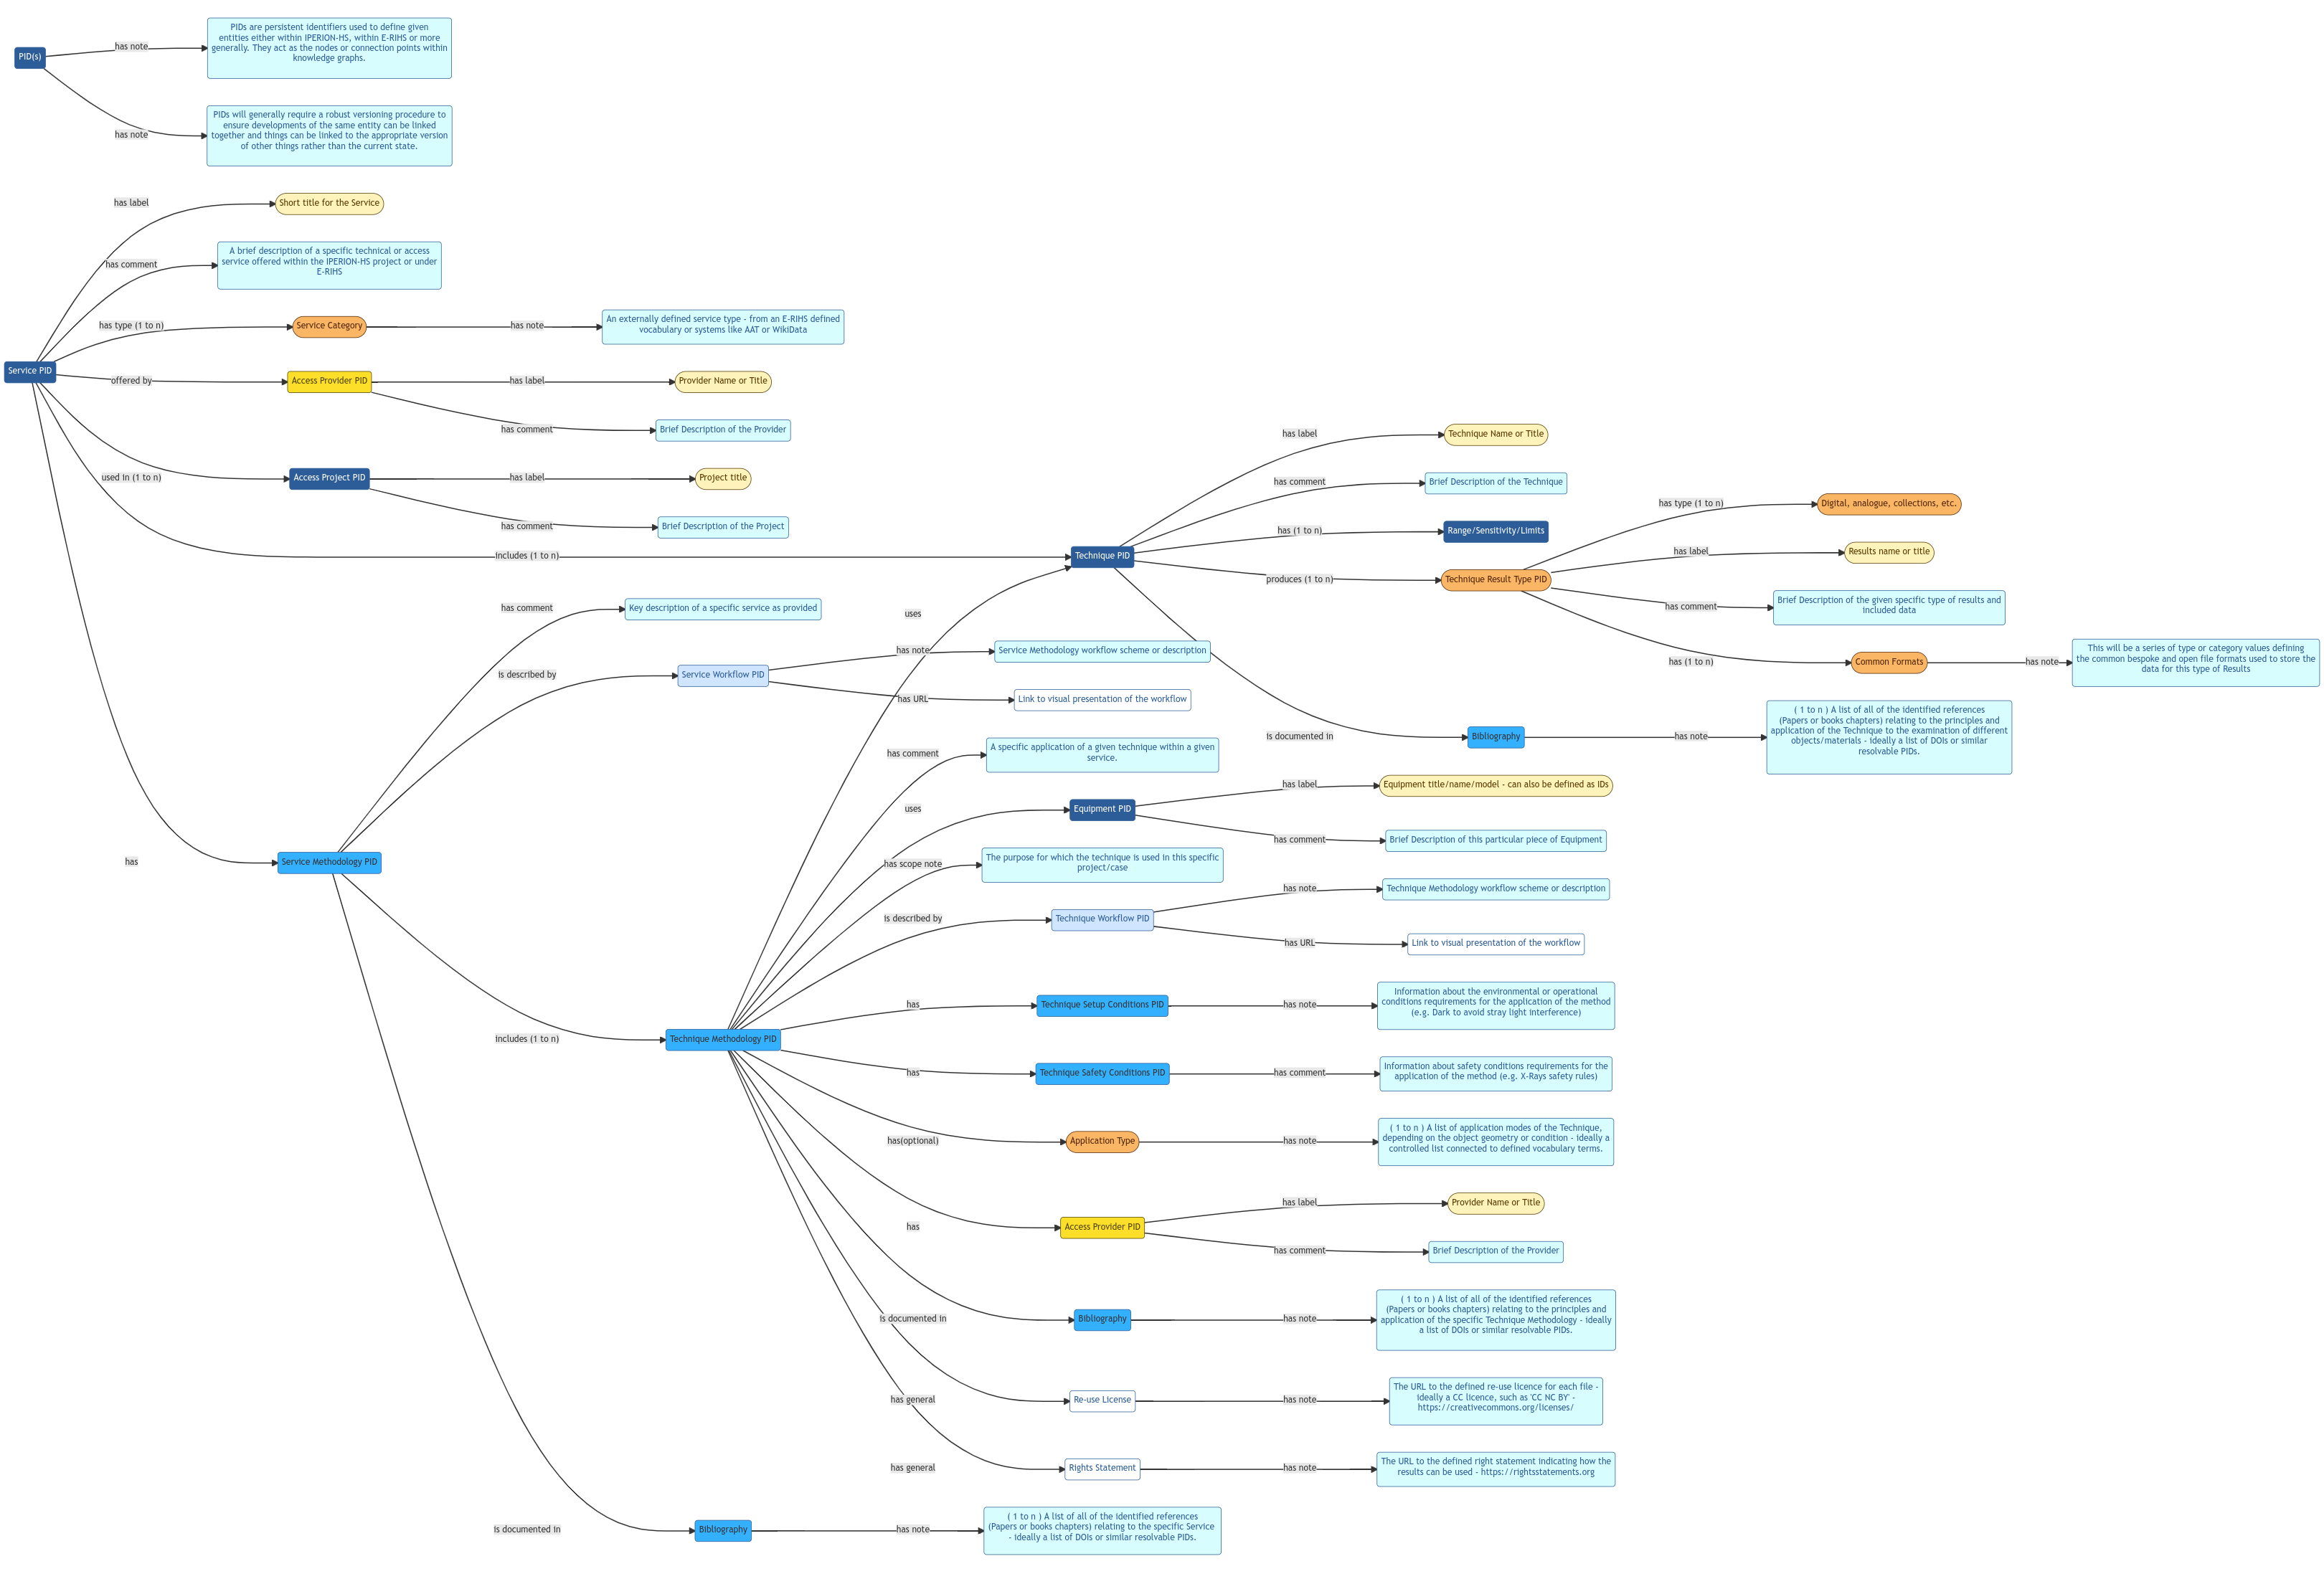 PIDs are persistent identifiers used to define given
entities either within IPERION-HS, within E-RIHS or more
generally. They act as the nodes or connection points within
knowledge graphs.
has note
PID(s)
has note
PIDs will generally require a robust versioning procedure to
ensure developments of the same entity can be linked
together and things can be linked to the appropriate version
of other things rather than the current state.
has label
Short title for the Service
has comment
A brief description of a specific technical or access
service offered within the IPERION-HS project or under
E-RIHS
has type (1 to n)
Service Category
has note
An externally defined service type - from an E-RIHS defined
vocabulary or systems like AAT or WikiData
Service PID
offered by
Access Provider PID
has label
Provider Name or Title
has comment
Brief Description of the Provider
used in (1 to n)
Access Project PID
has label
Project title
has comment
Brief Description of the Project
includes (1 to n)
Technique PID
has label
Technique Name or Title
has comment
Brief Description of the Technique
has (1 to n)
Range/Sensitivity/Limits
produces (1 to n)
Technique Result Type PID
has type (1 to n)
Digital, analogue, collections, etc.
has label
Results name or title
has comment
Brief Description of the given specific type of results and
included data
has (1 to n)
Common Formats
has note
This will be a series of type or category values defining
the common bespoke and open file formats used to store the
data for this type of Results
is documented in
Bibliography
has note
( 1 to n ) A list of all of the identified references
(Papers or books chapters) relating to the principles and
application of the Technique to the examination of different
objects/materials - ideally a list of DOIs or similar
resolvable PIDs.
has
Service Methodology PID
has comment
Key description of a specific service as provided
is described by
Service Workflow PID
has note
Service Methodology workflow scheme or description
has URL
Link to visual presentation of the workflow
includes (1 to n)
Technique Methodology PID
uses
has comment
A specific application of a given technique within a given
service.
uses
Equipment PID
has label
Equipment title/name/model - can also be defined as IDs
has comment
Brief Description of this particular piece of Equipment
has scope note
The purpose for which the technique is used in this specific
project/case
is described by
Technique Workflow PID
has note
Technique Methodology workflow scheme or description
has URL
Link to visual presentation of the workflow
has
Technique Setup Conditions PID
has note
Information about the environmental or operational
conditions requirements for the application of the method
(e.g. Dark to avoid stray light interference)
has
Technique Safety Conditions PID
has comment
Information about safety conditions requirements for the
application of the method (e.g. X-Rays safety rules)
has(optional)
Application Type
has note
( 1 to n ) A list of application modes of the Technique,
depending on the object geometry or condition - ideally a
controlled list connected to defined vocabulary terms.
has
Access Provider PID
has label
Provider Name or Title
has comment
Brief Description of the Provider
is documented in
Bibliography
has note
( 1 to n ) A list of all of the identified references
(Papers or books chapters) relating to the principles and
application of the specific Technique Methodology - ideally
a list of DOIs or similar resolvable PIDs.
has general
Re-use License
has note
The URL to the defined re-use licence for each file -
ideally a CC licence, such as 'CC NC BY' -
https://creativecommons.org/licenses/
has general
Rights Statement
has note
The URL to the defined right statement indicating how the
results can be used - https://rightsstatements.org
is documented in
Bibliography
has note
( 1 to n ) A list of all of the identified references
(Papers or books chapters) relating to the specific Service
- ideally a list of DOIs or similar resolvable PIDs.